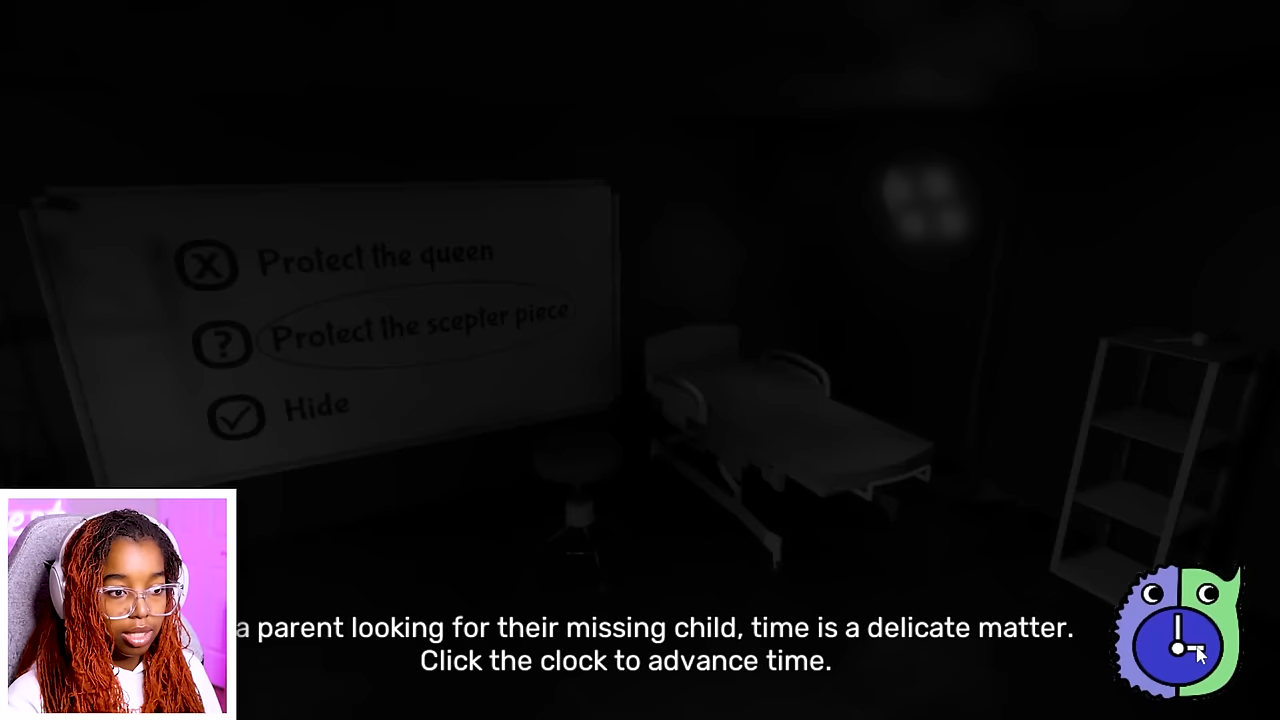 Protect the queen
Protect the scepter piece
Hide
a parent looking for their missing child, time is a delicate matter.
Click the clock to advance time.